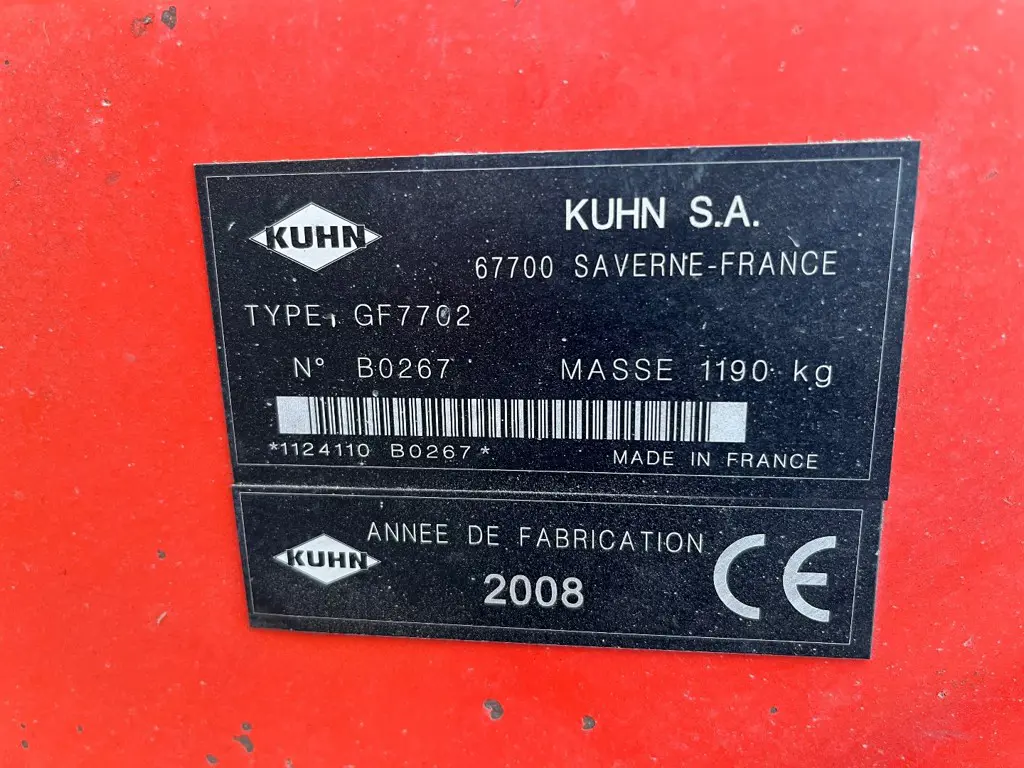 KUHN
KUHN S.A.
67700 SAVERNE-FRANCE
TYPE GF7702
N° B0267 MASSE 1190 kg
*1124110 B0267*
MADE IN FRANCE
KUHN
ANNEE DE FABRICATION
2008
CE